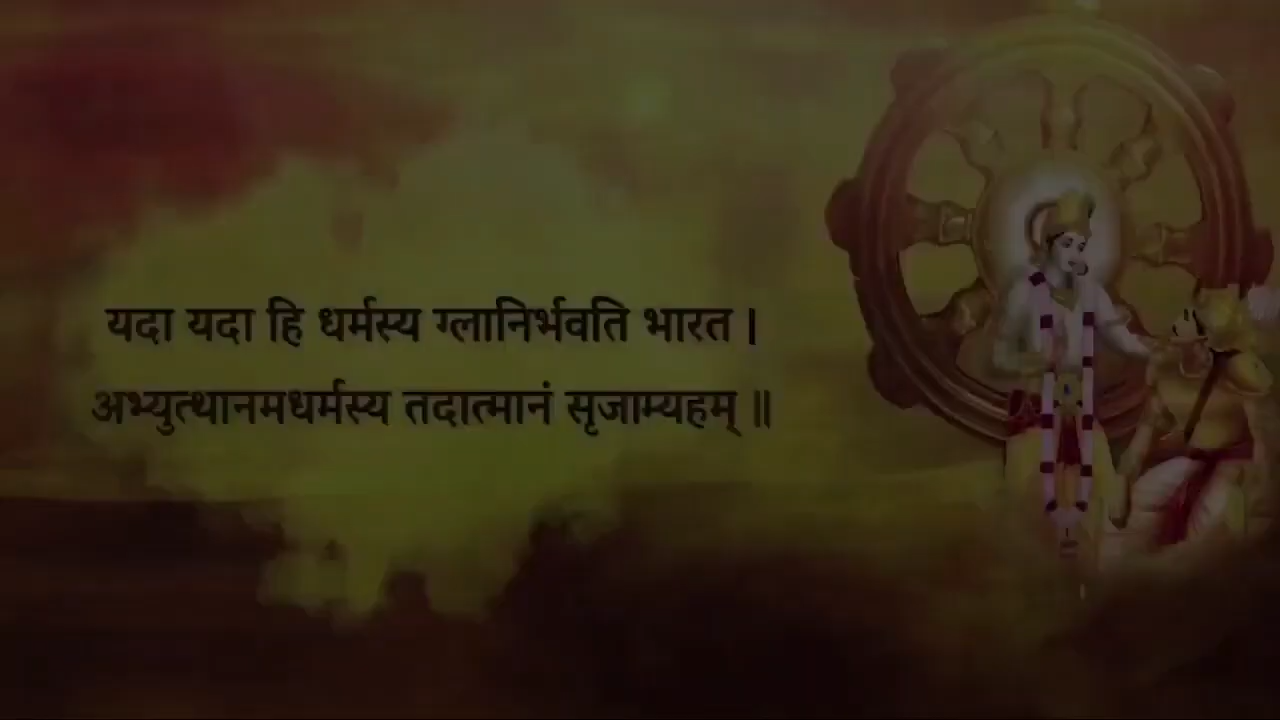 यदा यदा हि धर्मस्य ग्लानिर्भवति भारत ।
अभ्युत्थानमधर्मस्य तदात्मानं सृजाम्यहम् ॥